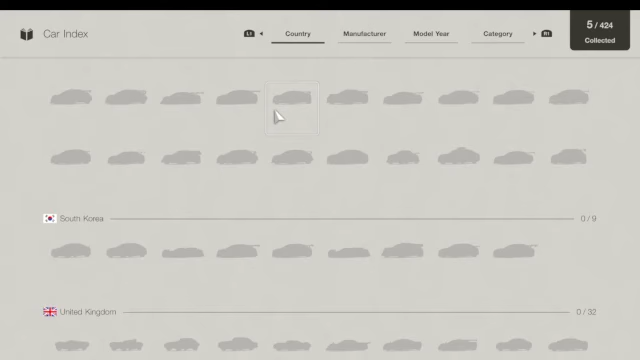 Car Index
L1
Country
Manufacturer
Model Year
Category
R1
5 / 424
Collected
South Korea
0 / 9
United Kingdom
0 / 32